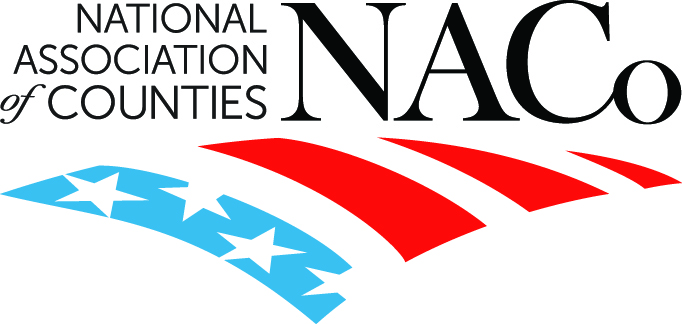 NATIONAL
ASSOCIATION
of COUNTIES
NACo